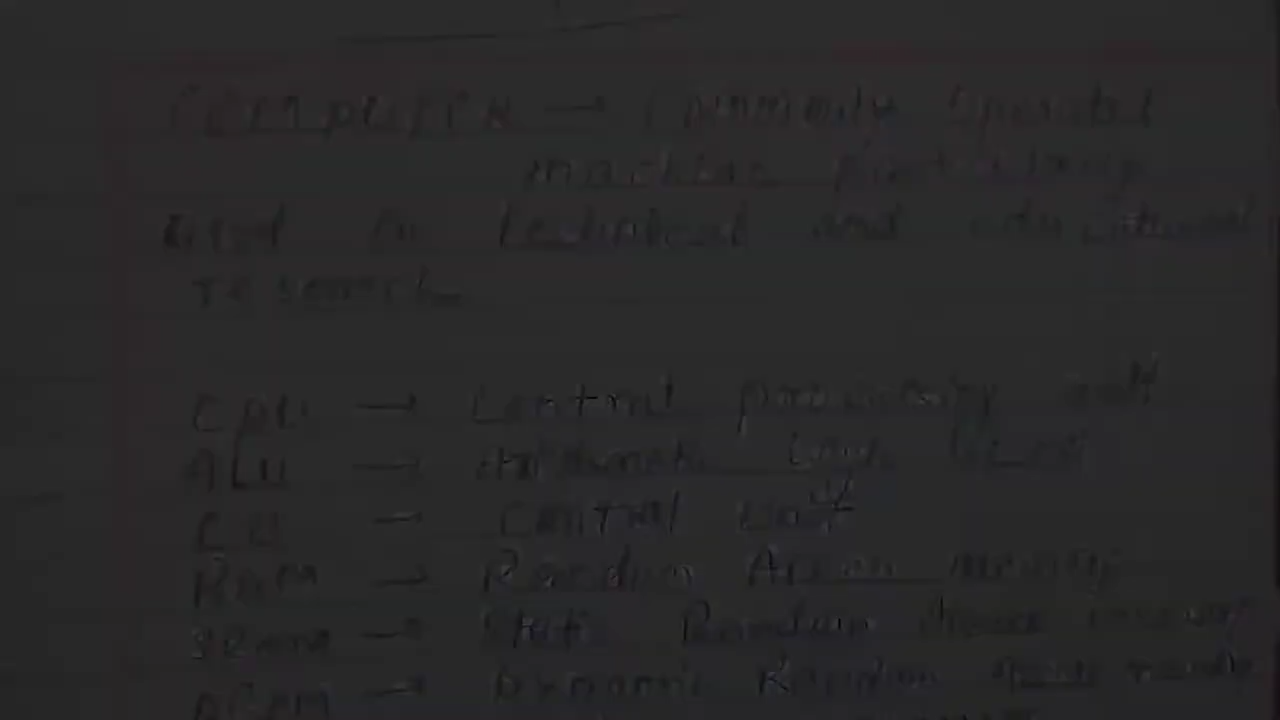 COMPUTER → Commonly operated
machine particularly
used in technical and educational
research
CPU → Central processing unit
ALU → Arithmetic Logic Unit
CU → Control Unit
RAM → Random Access memory
SRAM → Static Random Access memory
DRAM → Dynamic Random Access memory